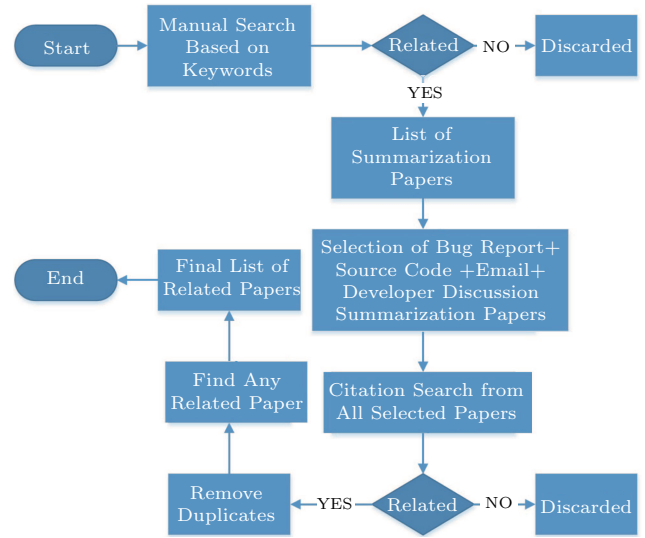 Start
Manual Search
Based on
Keywords
Related
NO
Discarded
YES
List of
Summarization
Papers
Selection of Bug Report+
Source Code +Email+
Developer Discussion
Summarization Papers
Citation Search from
All Selected Papers
Related
NO
Discarded
YES
Remove
Duplicates
Find Any
Related Paper
Final List of
Related Papers
End